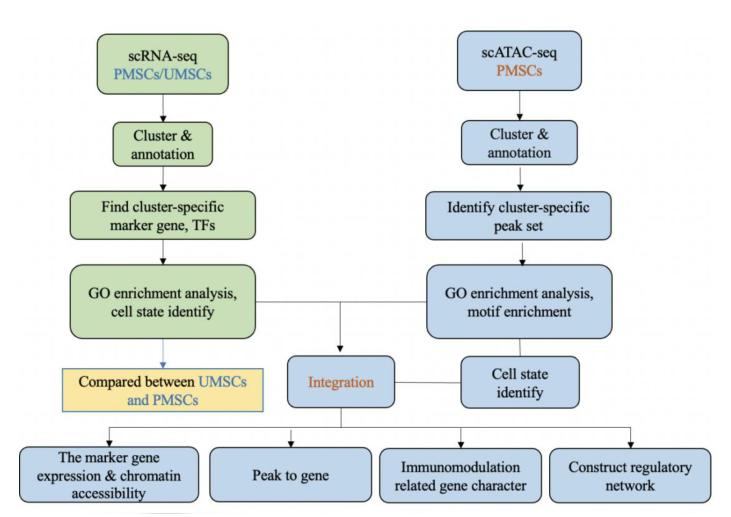 scRNA-seq
PMSCs/UMSCs
scATAC-seq
PMSCs
Cluster &
annotation
Cluster &
annotation
Find cluster-specific
marker gene, TFs
Identify cluster-specific
peak set
GO enrichment analysis,
cell state identify
GO enrichment analysis,
motif enrichment
Compared between UMSCs
and PMSCs
Integration
Cell state
identify
The marker gene
expression & chromatin
accessibility
Peak to gene
Immunomodulation
related gene character
Construct regulatory
network